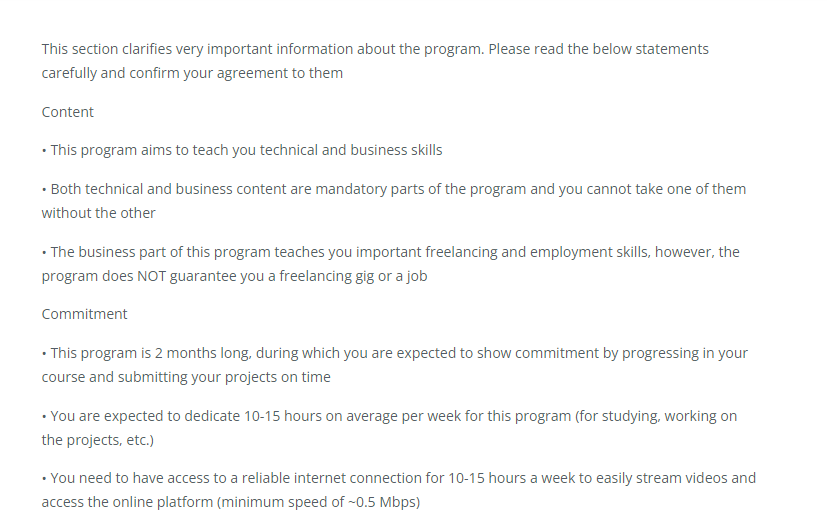 This section clarifies very important information about the program. Please read the below statements
carefully and confirm your agreement to them
Content
• This program aims to teach you technical and business skills
• Both technical and business content are mandatory parts of the program and you cannot take one of them
without the other
• The business part of this program teaches you important freelancing and employment skills, however, the
program does NOT guarantee you a freelancing gig or a job
Commitment
• This program is 2 months long, during which you are expected to show commitment by progressing in your
course and submitting your projects on time
• You are expected to dedicate 10-15 hours on average per week for this program (for studying, working on
the projects, etc.)
• You need to have access to a reliable internet connection for 10-15 hours a week to easily stream videos and
access the online platform (minimum speed of ~0.5 Mbps)